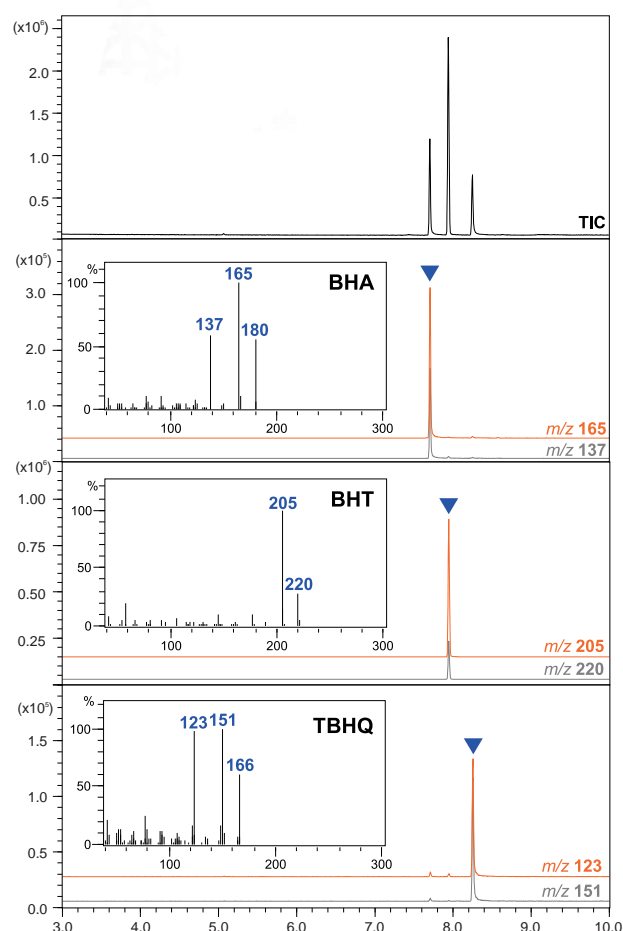 (x10⁶)
2.0
1.5
1.0
0.5
TIC
(x10⁵)
3.0
2.0
1.0
%
100
50
0
165
137
180
BHA
100
200
300
m/z 165
m/z 137
(x10⁶)
1.00
0.75
0.50
0.25
%
100
50
0
205
220
BHT
100
200
300
m/z 205
m/z 220
(x10⁵)
1.5
1.0
0.5
0.0
%
100
50
0
123 151
166
TBHQ
100
200
300
m/z 123
m/z 151
3.0 4.0 5.0 6.0 7.0 8.0 9.0 10.0